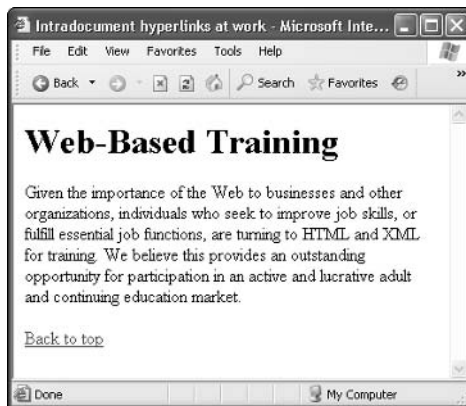 Intradocument hyperlinks at work - Microsoft Inte...
File Edit View Favorites Tools Help
Back Search Favorites »
Web-Based Training
Given the importance of the Web to businesses and other
organizations, individuals who seek to improve job skills, or
fulfill essential job functions, are turning to HTML and XML
for training. We believe this provides an outstanding
opportunity for participation in an active and lucrative adult
and continuing education market.
Back to top
Done My Computer